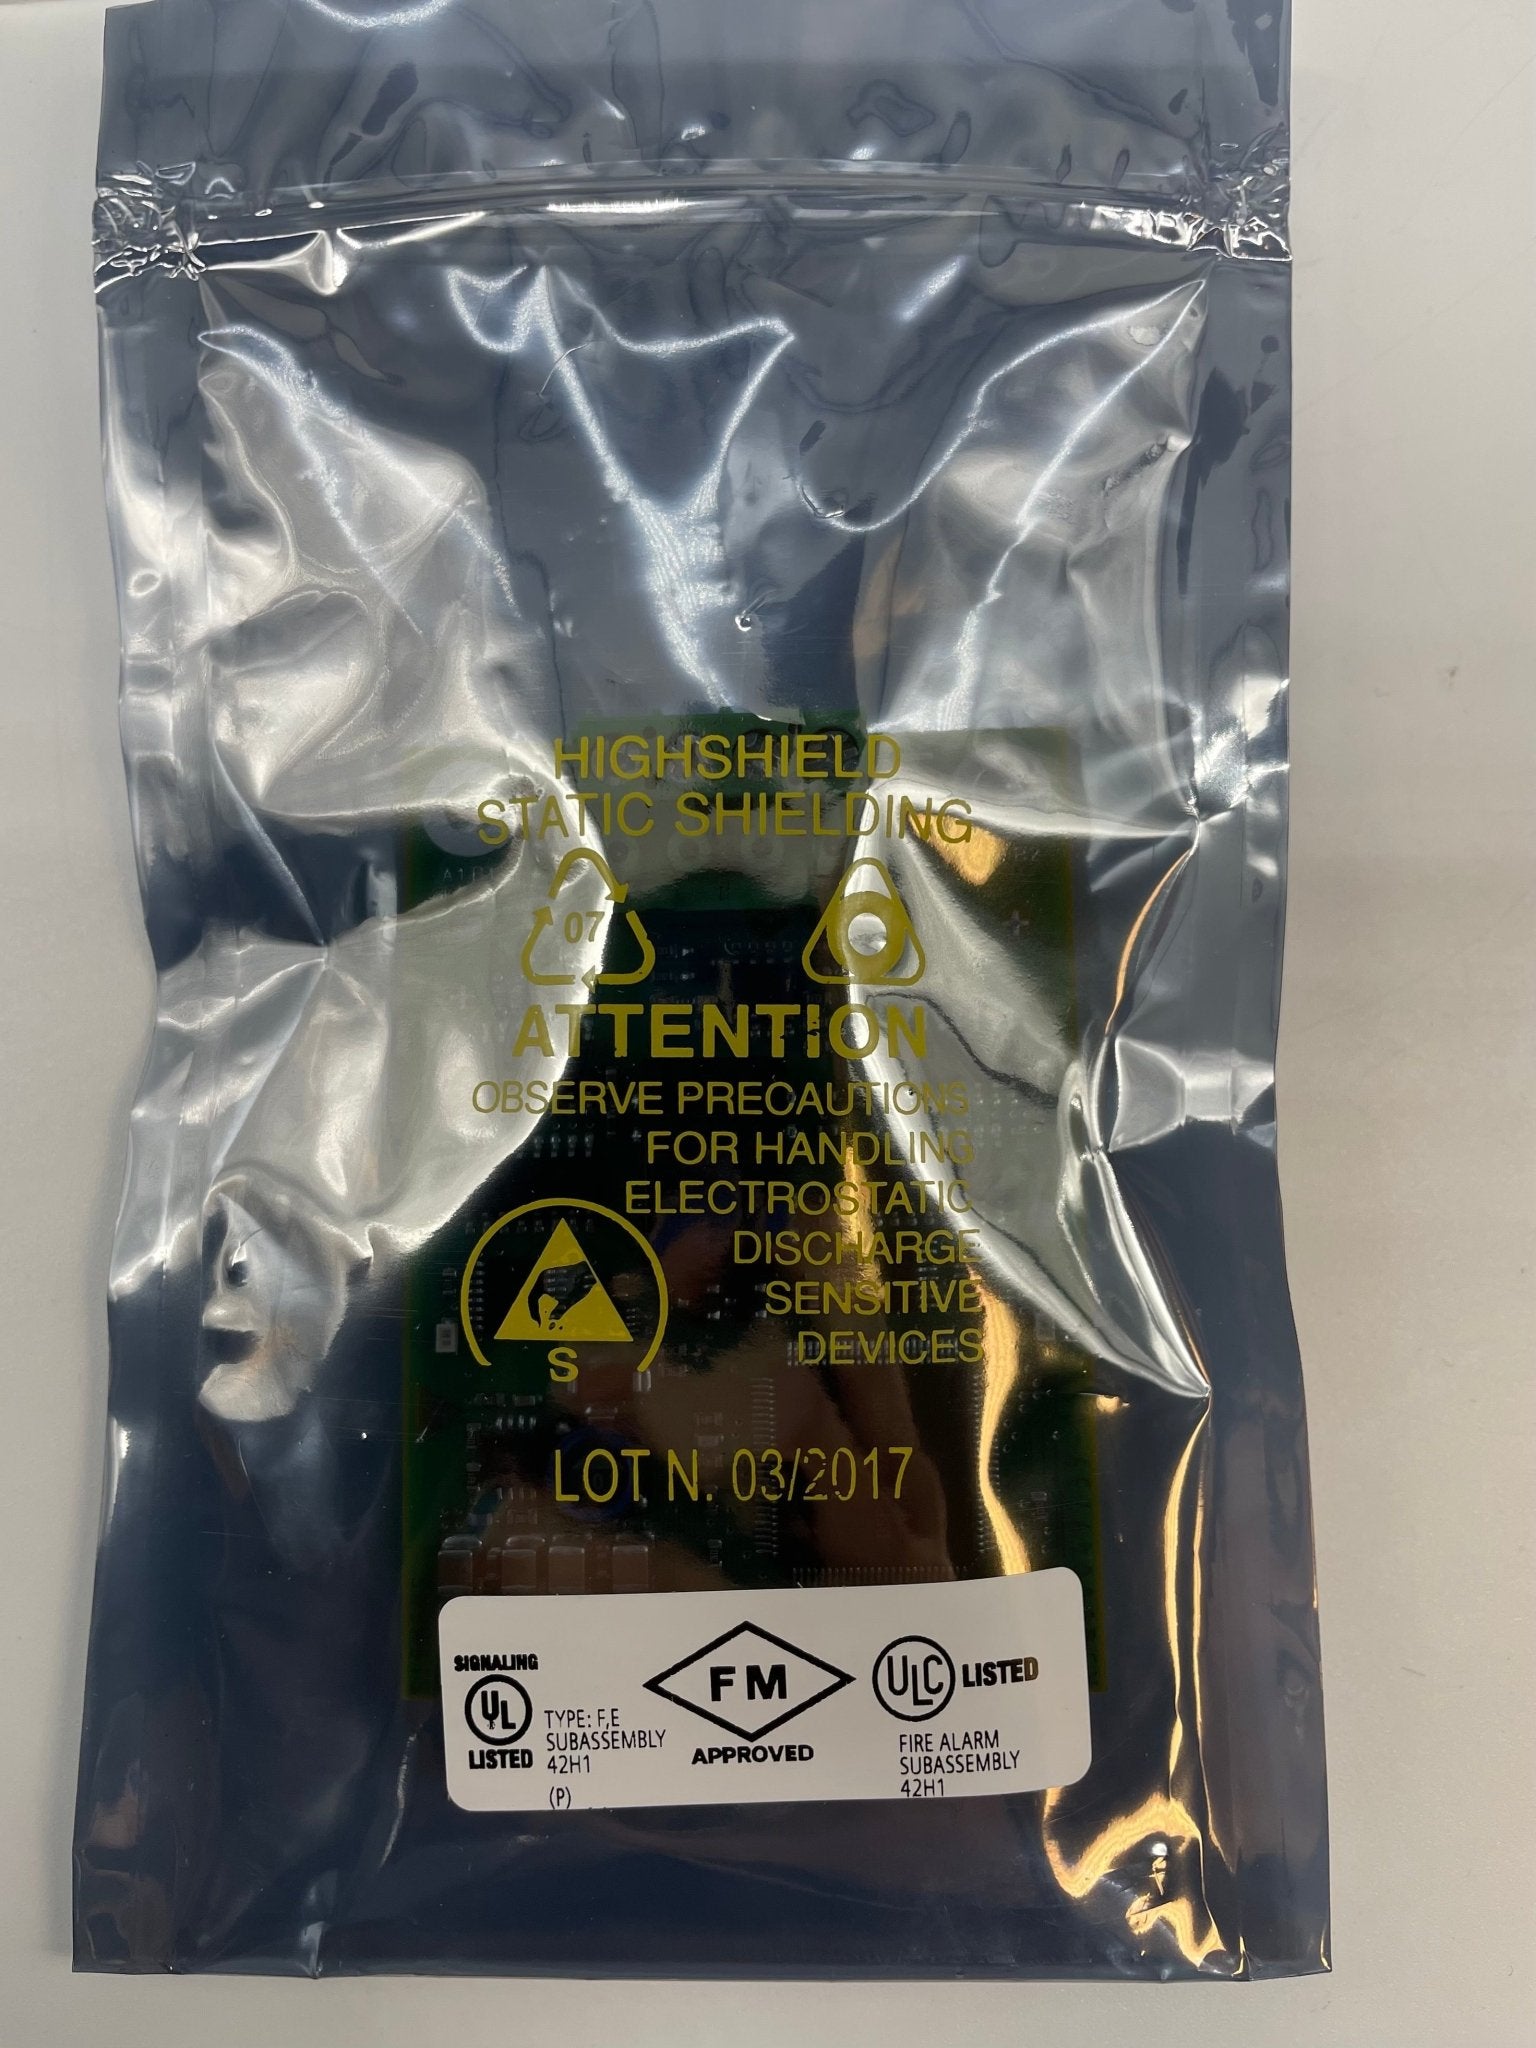 HIGHSHIELD
STATIC SHIELDING
07
ATTENTION
OBSERVE PRECAUTIONS
FOR HANDLING
ELECTROSTATIC
DISCHARGE
SENSITIVE
DEVICES
S
LOT N. 03/2017
SIGNALING
UL
LISTED
TYPE: F,E
SUBASSEMBLY
42H1
(P)
FM
APPROVED
ULC LISTED
FIRE ALARM
SUBASSEMBLY
42H1